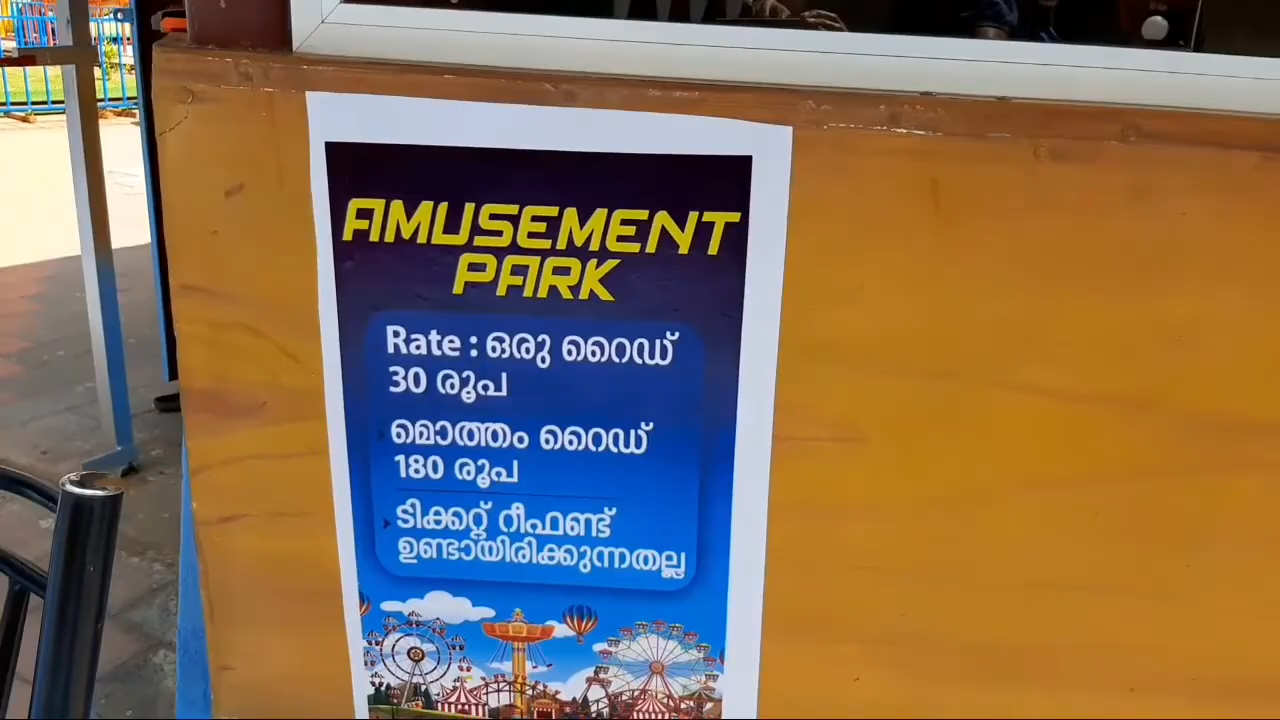 AMUSEMENT
PARK
Rate : ഒരു റൈഡ്
30 രൂപ
മൊത്തം റൈഡ്
180 രൂപ
ടിക്കറ്റ് റീഫണ്ട്
ഉണ്ടായിരിക്കുന്നതല്ല